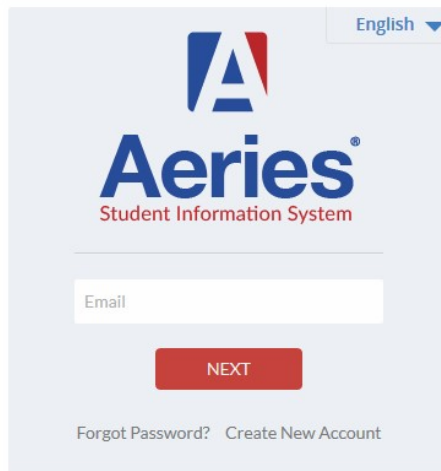 English
A
Aeries®
Student Information System
Email
NEXT
Forgot Password? Create New Account